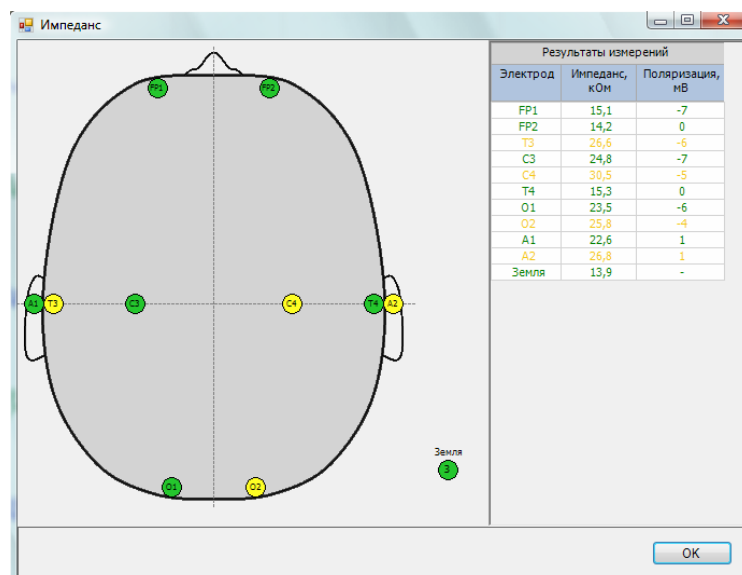 Импеданс
FP1 FP2
A1 T3 C3 C4 T4 A2
O1 O2
Земля
З
Результаты измерений
Электрод Импеданс, кОм Поляризация, мВ
FP1 15,1 -7
FP2 14,2 0
T3 26,6 -6
C3 24,8 -7
C4 30,5 -5
T4 15,3 0
O1 23,5 -6
O2 25,8 -4
A1 22,6 1
A2 26,8 1
Земля 13,9 -
OK